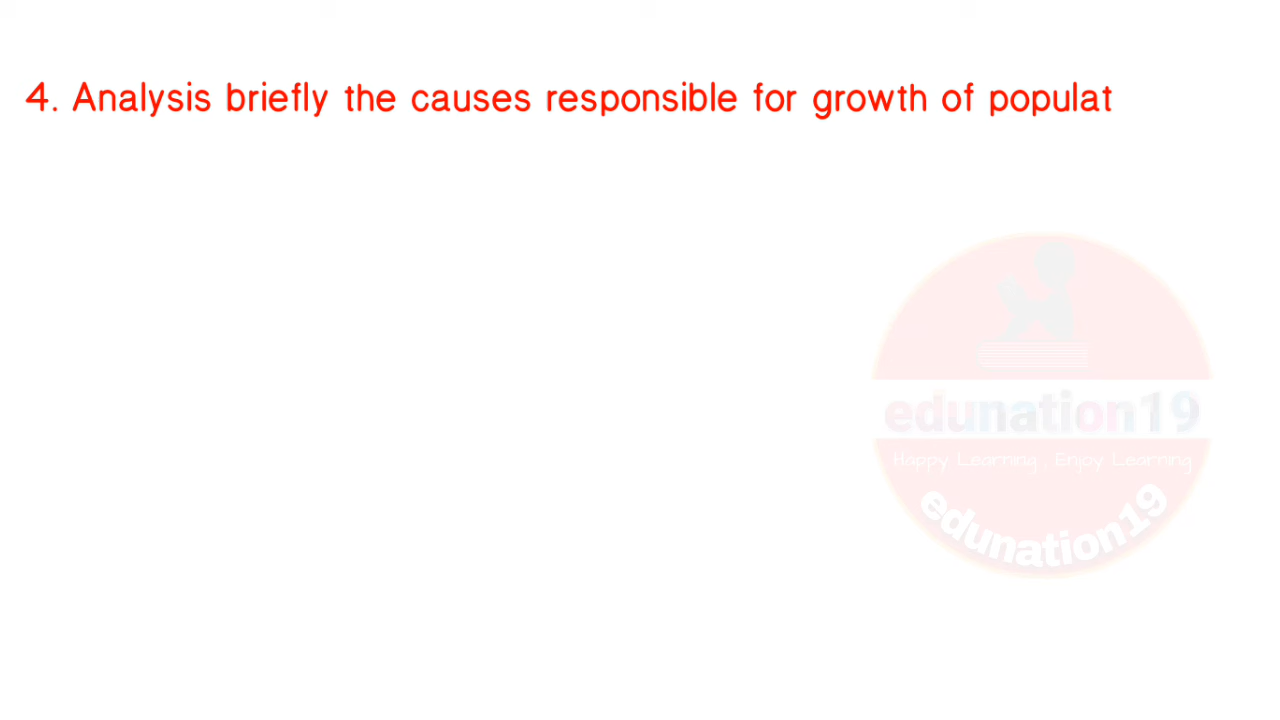 4. Analysis briefly the causes responsible for growth of populat
edunation19
Happy Learning , Enjoy Learning
edunation19